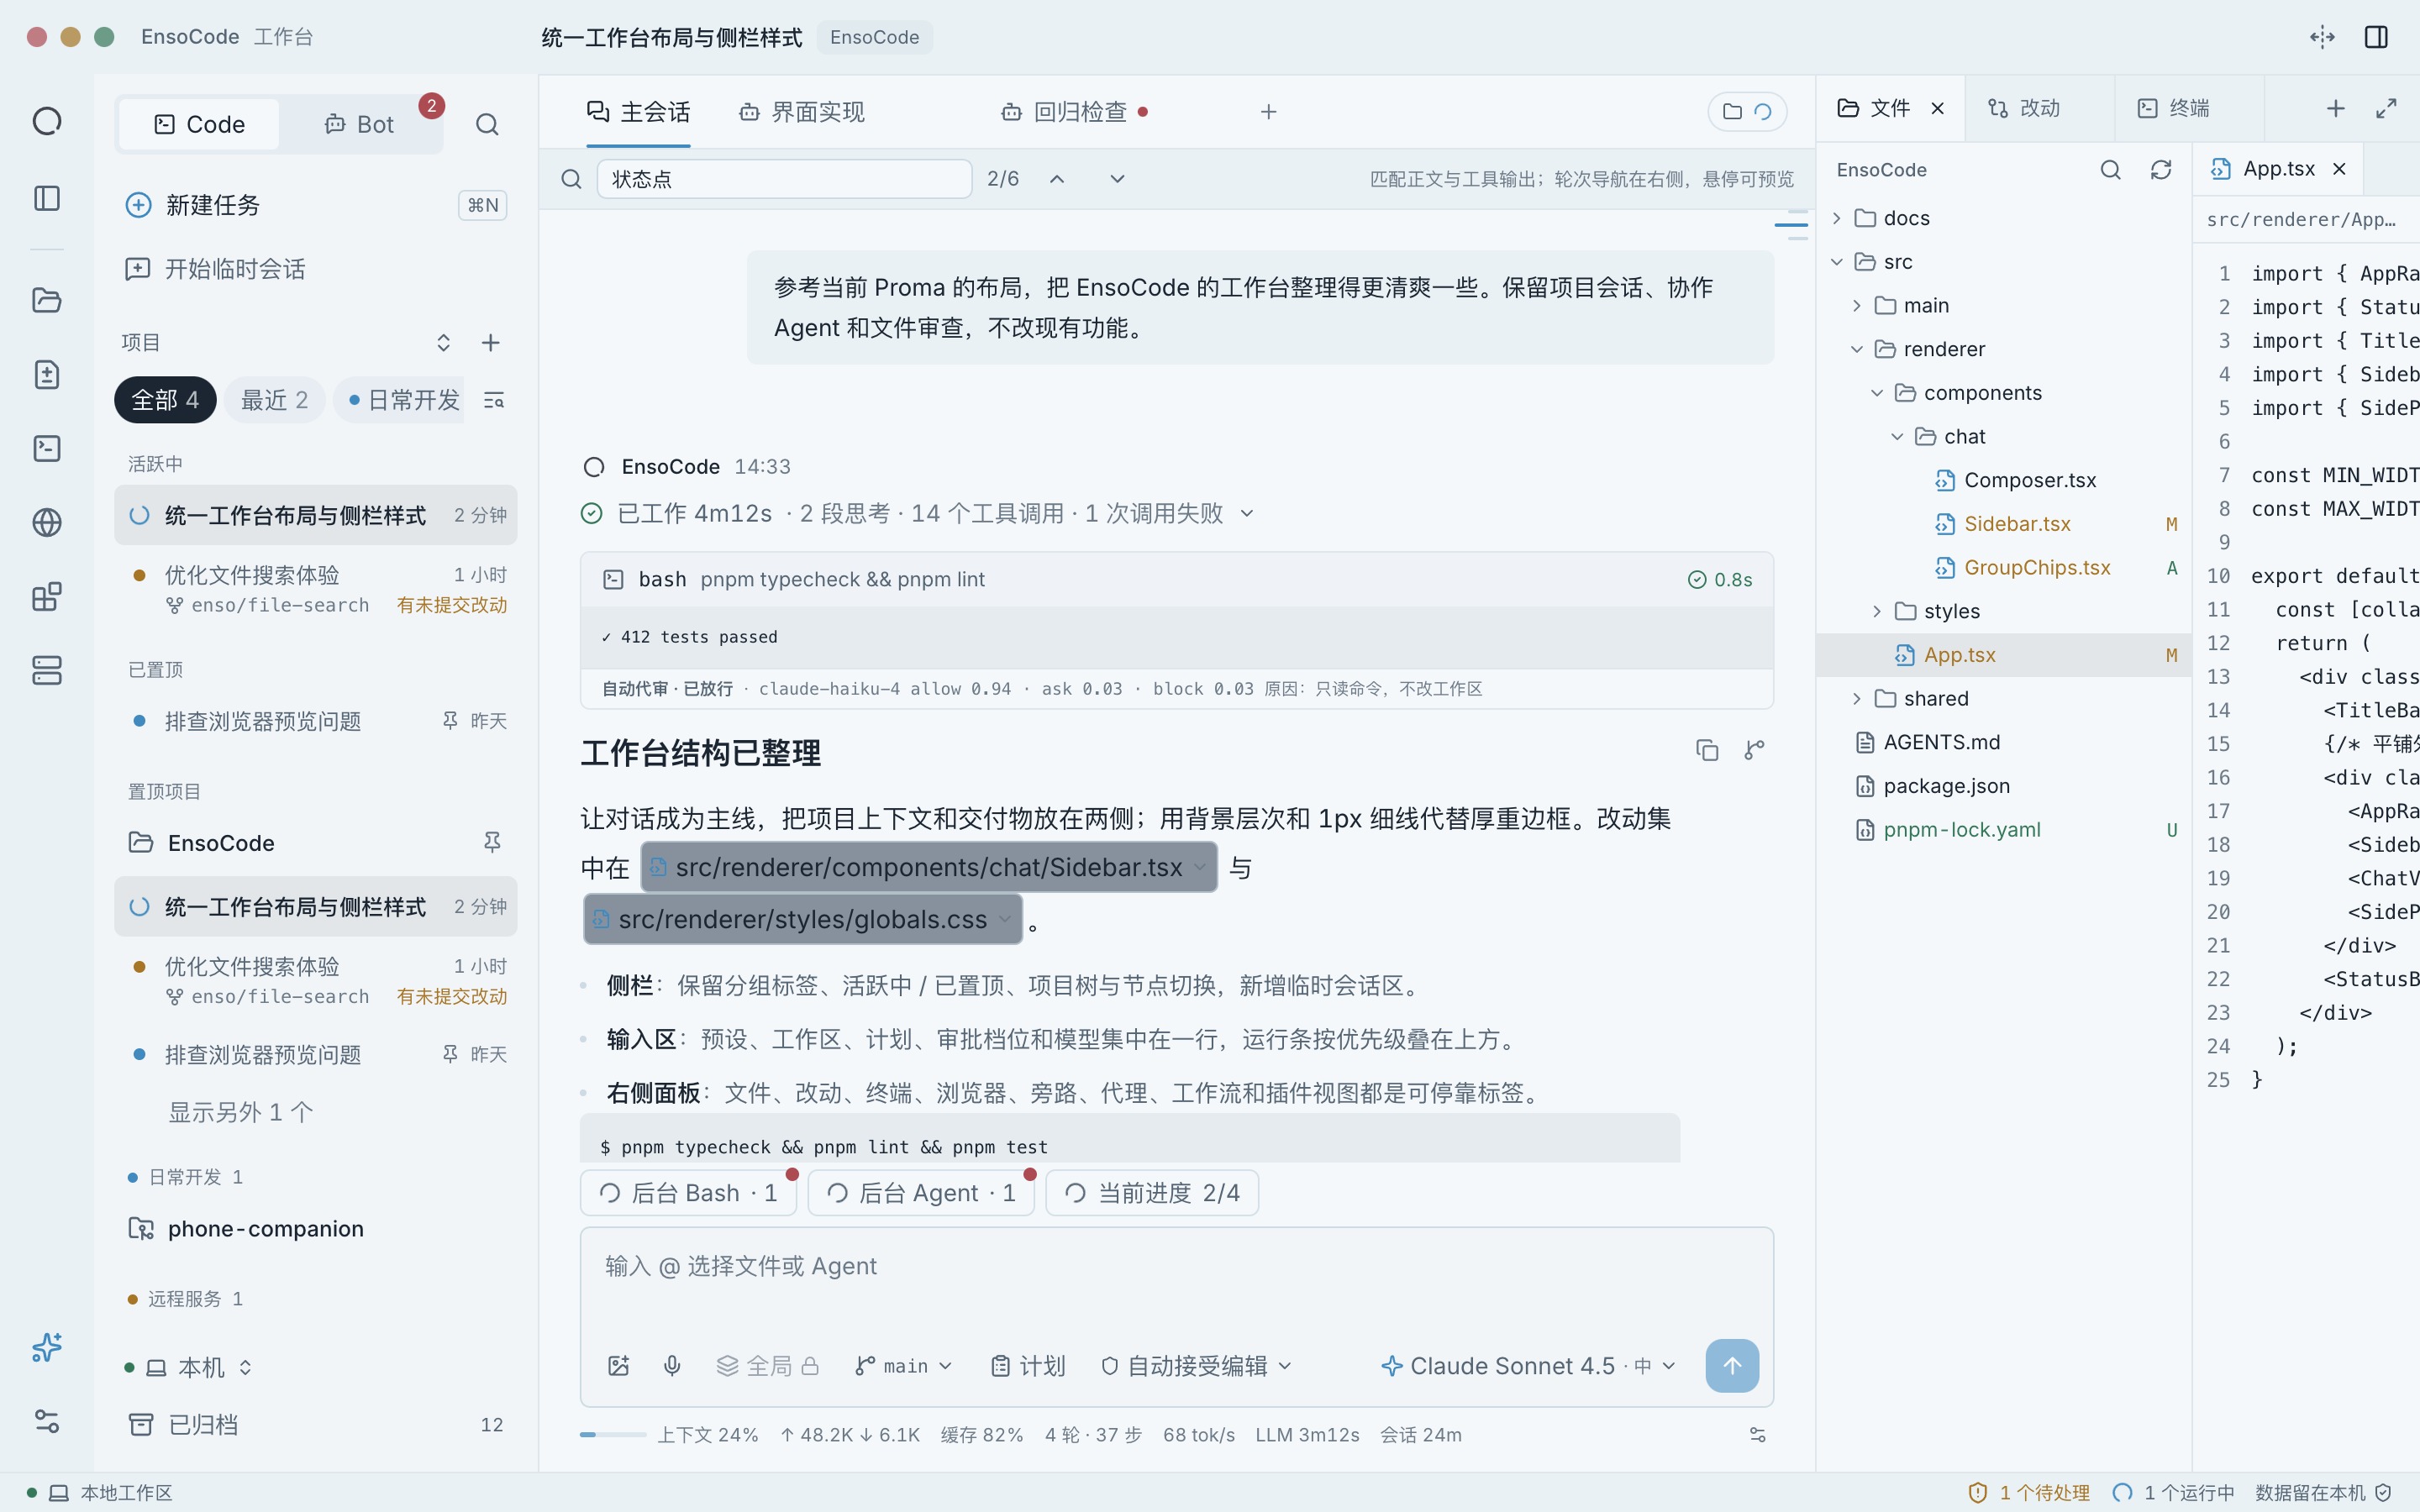 EnsoCode 工作台
统一工作台布局与侧栏样式 EnsoCode
Code
Bot 2
新建任务 ⌘N
开始临时会话
项目
全部 4
最近 2
日常开发
活跃中
统一工作台布局与侧栏样式 2 分钟
优化文件搜索体验 1 小时
enso/file-search 有未提交改动
已置顶
排查浏览器预览问题 昨天
置顶项目
EnsoCode
统一工作台布局与侧栏样式 2 分钟
优化文件搜索体验 1 小时
enso/file-search 有未提交改动
排查浏览器预览问题 昨天
显示另外 1 个
日常开发 1
phone-companion
远程服务 1
本机
已归档 12
主会话
界面实现
回归检查
状态点 2/6
匹配正文与工具输出；轮次导航在右侧，悬停可预览
参考当前 Proma 的布局，把 EnsoCode 的工作台整理得更清爽一些。保留项目会话、协作
Agent 和文件审查，不改现有功能。
EnsoCode 14:33
已工作 4m12s · 2 段思考 · 14 个工具调用 · 1 次调用失败
bash pnpm typecheck && pnpm lint 0.8s
✓ 412 tests passed
自动代审 · 已放行 · claude-haiku-4 allow 0.94 · ask 0.03 · block 0.03 原因：只读命令，不改工作区
工作台结构已整理
让对话成为主线，把项目上下文和交付物放在两侧；用背景层次和 1px 细线代替厚重边框。改动集
中在 src/renderer/components/chat/Sidebar.tsx 与
src/renderer/styles/globals.css 。
侧栏：保留分组标签、活跃中 / 已置顶、项目树与节点切换，新增临时会话区。
输入区：预设、工作区、计划、审批档位和模型集中在一行，运行条按优先级叠在上方。
右侧面板：文件、改动、终端、浏览器、旁路、代理、工作流和插件视图都是可停靠标签。
$ pnpm typecheck && pnpm lint && pnpm test
后台 Bash · 1
后台 Agent · 1
当前进度 2/4
输入 @ 选择文件或 Agent
全局
main
计划
自动接受编辑
Claude Sonnet 4.5 · 中
上下文 24% ↑ 48.2K ↓ 6.1K 缓存 82% 4 轮 · 37 步 68 tok/s LLM 3m12s 会话 24m
文件
改动
终端
EnsoCode
docs
src
main
renderer
components
chat
Composer.tsx
Sidebar.tsx M
GroupChips.tsx A
styles
App.tsx M
shared
AGENTS.md
package.json
pnpm-lock.yaml U
App.tsx
src/renderer/App…
1 import { AppRa
2 import { Statu
3 import { Title
4 import { Sideb
5 import { SideP
6
7 const MIN_WIDT
8 const MAX_WIDT
9
10 export default
11 const [colla
12 return (
13 <div class
14 <TitleBa
15 {/* 平铺
16 <div cla
17 <AppRa
18 <Sideb
19 <ChatV
20 <SideP
21 </div>
22 <StatusB
23 </div>
24 );
25 }
本地工作区
1 个待处理
1 个运行中
数据留在本机